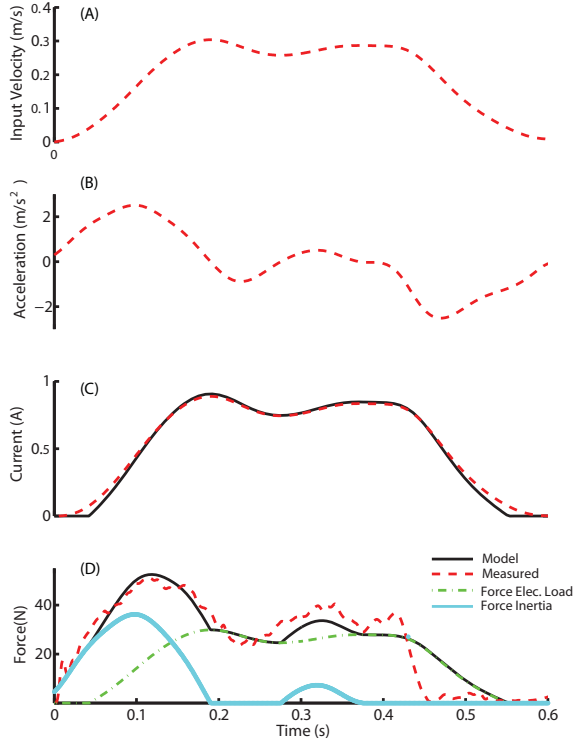 (A)
Input Velocity (m/s)
0.4
0.3
0.2
0.1
0
0
(B)
Acceleration (m/s²)
2
0
−2
(C)
Current (A)
1
0.5
0
(D)
Force(N)
40
20
0
0.1
0.2
0.3
0.4
0.5
0.6
Time (s)
Model
Measured
Force Elec. Load
Force Inertia